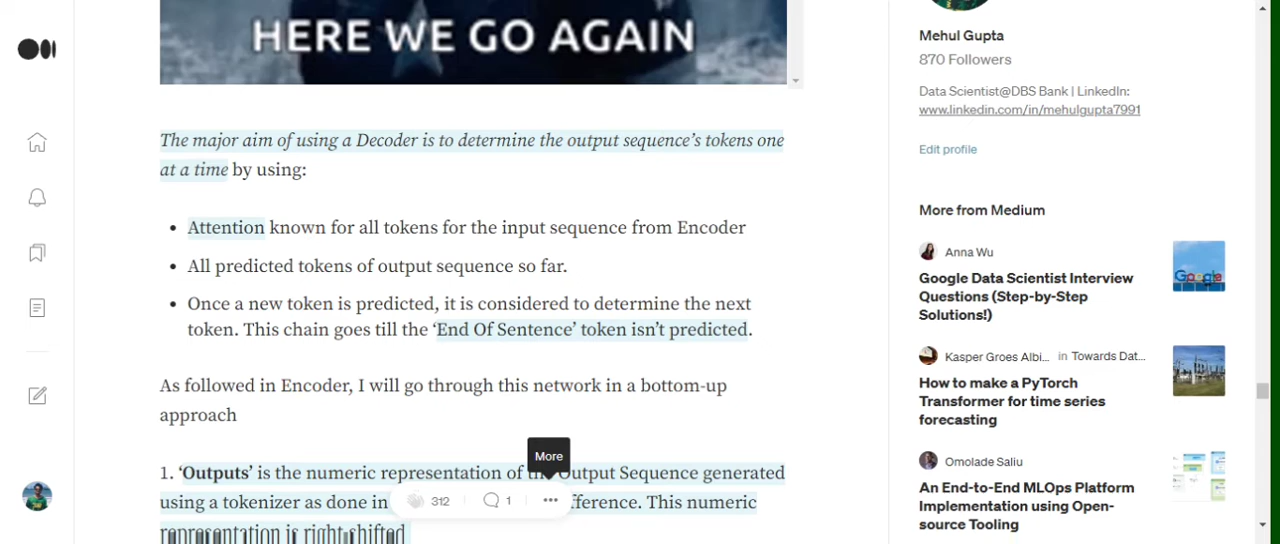 HERE WE GO AGAIN
The major aim of using a Decoder is to determine the output sequence's tokens one
at a time by using:
Attention known for all tokens for the input sequence from Encoder
All predicted tokens of output sequence so far.
Once a new token is predicted, it is considered to determine the next
token. This chain goes till the 'End Of Sentence' token isn't predicted.
As followed in Encoder, I will go through this network in a bottom-up
approach
More
1. 'Outputs' is the numeric representation of Output Sequence generated
using a tokenizer as done in
This numeric
representation is right shifted
312
1
Mehul Gupta
870 Followers
Data Scientist@DBS Bank | LinkedIn:
www.linkedin.com/in/mehulgupta7991
Edit profile
More from Medium
Anna Wu
Google Data Scientist Interview
Questions (Step-by-Step
Solutions!)
Kasper Groes Albi... in Towards Dat...
How to make a PyTorch
Transformer for time series
forecasting
Omolade Saliu
An End-to-End MLOps Platform
Implementation using Open-
source Tooling